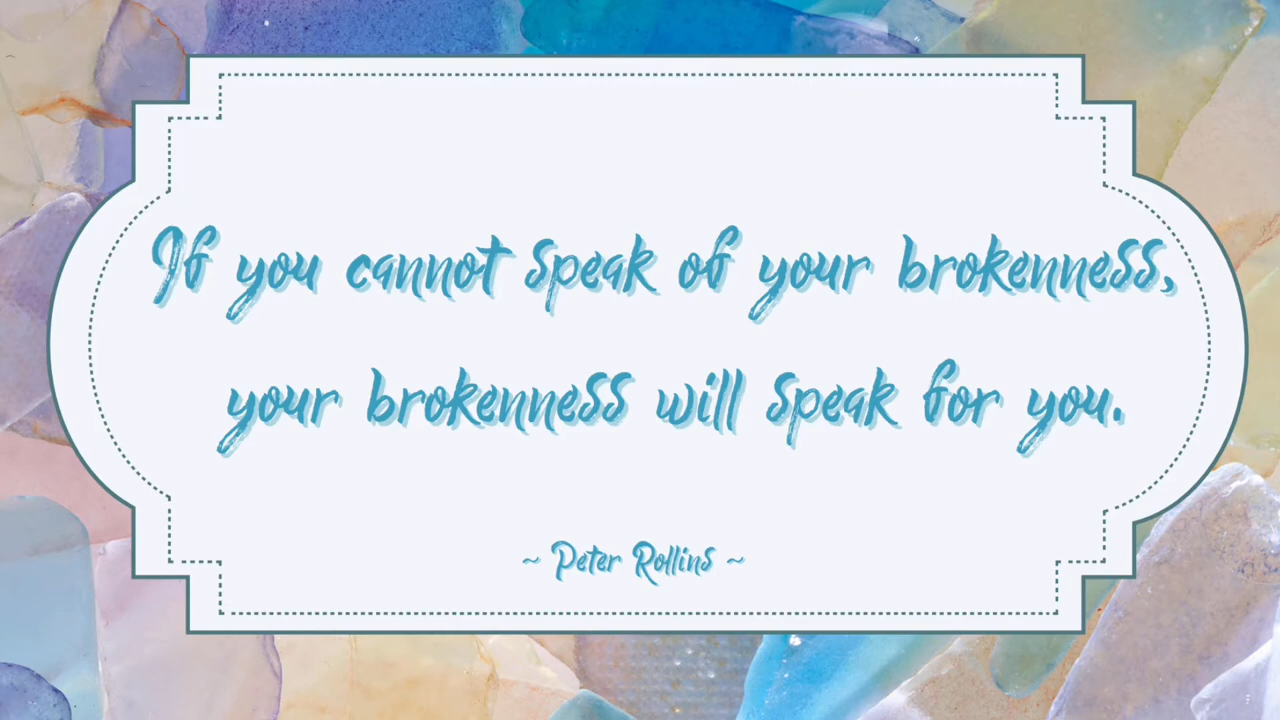 If you cannot speak of your brokenness,
your brokenness will speak for you.
~ Peter Rollins ~